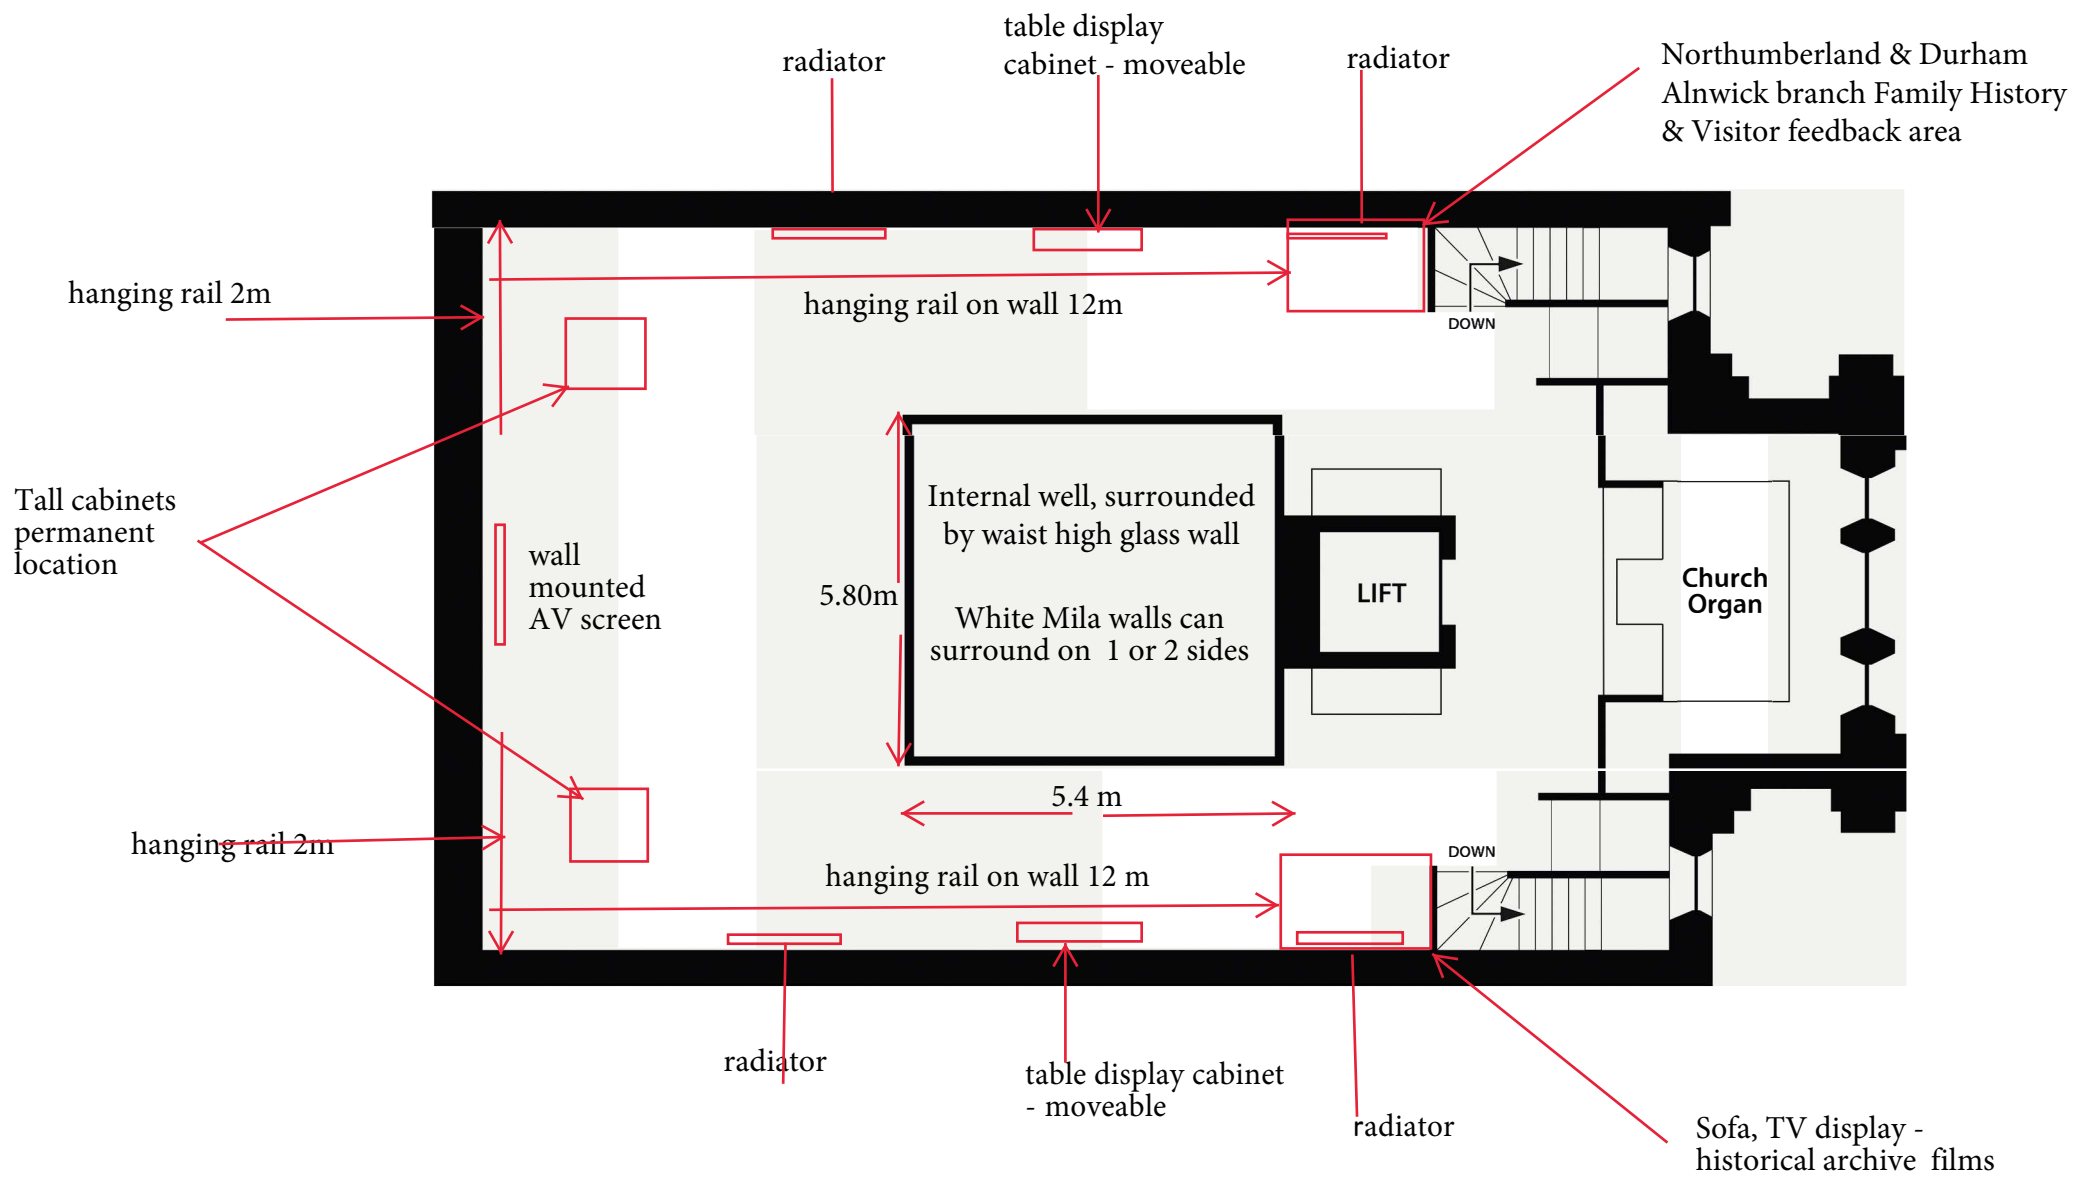 table display
cabinet - moveable
radiator
radiator
Northumberland & Durham
Alnwick branch Family History
& Visitor feedback area
hanging rail 2m
hanging rail on wall 12m
DOWN
Tall cabinets
permanent
location
wall
mounted
AV screen
5.80m
Internal well, surrounded
by waist high glass wall
White Mila walls can
surround on 1 or 2 sides
LIFT
Church
Organ
5.4 m
hanging rail 2m
hanging rail on wall 12 m
DOWN
radiator
table display cabinet
- moveable
radiator
Sofa, TV display -
historical archive films